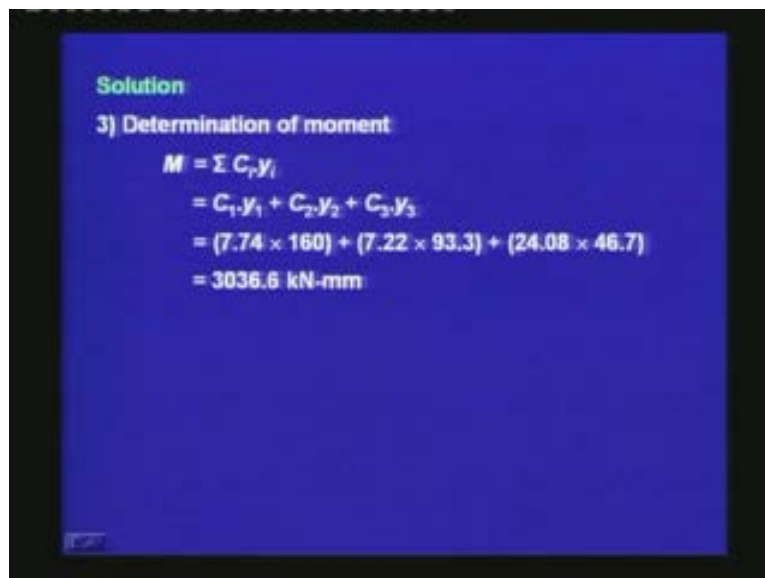 Solution
3) Determination of moment
M = Σ Cᵢ.yᵢ
= C₁.y₁ + C₂.y₂ + C₃.y₃
= (7.74 × 160) + (7.22 × 93.3) + (24.08 × 46.7)
= 3036.6 kN-mm